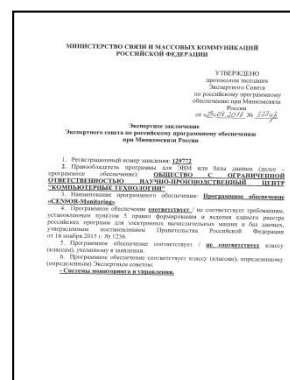 МИНИСТЕРСТВО СВЯЗИ И МАССОВЫХ КОММУНИКАЦИЙ
РОССИЙСКОЙ ФЕДЕРАЦИИ
УТВЕРЖДЕНО
протоколом заседания
Экспертного Совета
по российскому программному
обеспечению при Минкомсвязи
России
от
Экспертное заключение
Экспертного совета по российскому программному обеспечению
при Минкомсвязи России
1. Регистрационный номер заявления: 129772
2. Правообладатель программы для ЭВМ или базы данных (далее –
программное обеспечение): ОБЩЕСТВО С ОГРАНИЧЕННОЙ
ОТВЕТСТВЕННОСТЬЮ НАУЧНО-ПРОИЗВОДСТВЕННЫЙ ЦЕНТР
"КОМПЬЮТЕРНЫЕ ТЕХНОЛОГИИ"
3. Наименование программного обеспечения: Программное обеспечение
«CENSOR-Monitoring»
4. Программное обеспечение соответствует / не соответствует требованиям,
установленным пунктом 5 правил формирования и ведения единого реестра
российских программ для электронных вычислительных машин и баз данных,
утвержденным постановлением Правительства Российской Федерации
от 16 ноября 2015 г. № 1236.
5. Программное обеспечение соответствует / не соответствует классу
(классам), указанному в заявлении.
6. Программное обеспечение соответствует классу (классам), определенному
(определенным) Экспертным советом:
- Системы мониторинга и управления.